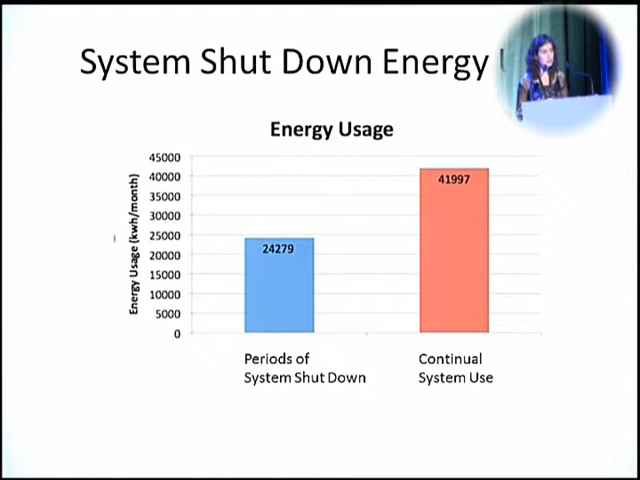 System Shut Down Energy
Energy Usage
Energy Usage (kwh/month)
45000
40000
35000
30000
25000
20000
15000
10000
5000
0
24279
41997
Periods of
System Shut Down
Continual
System Use